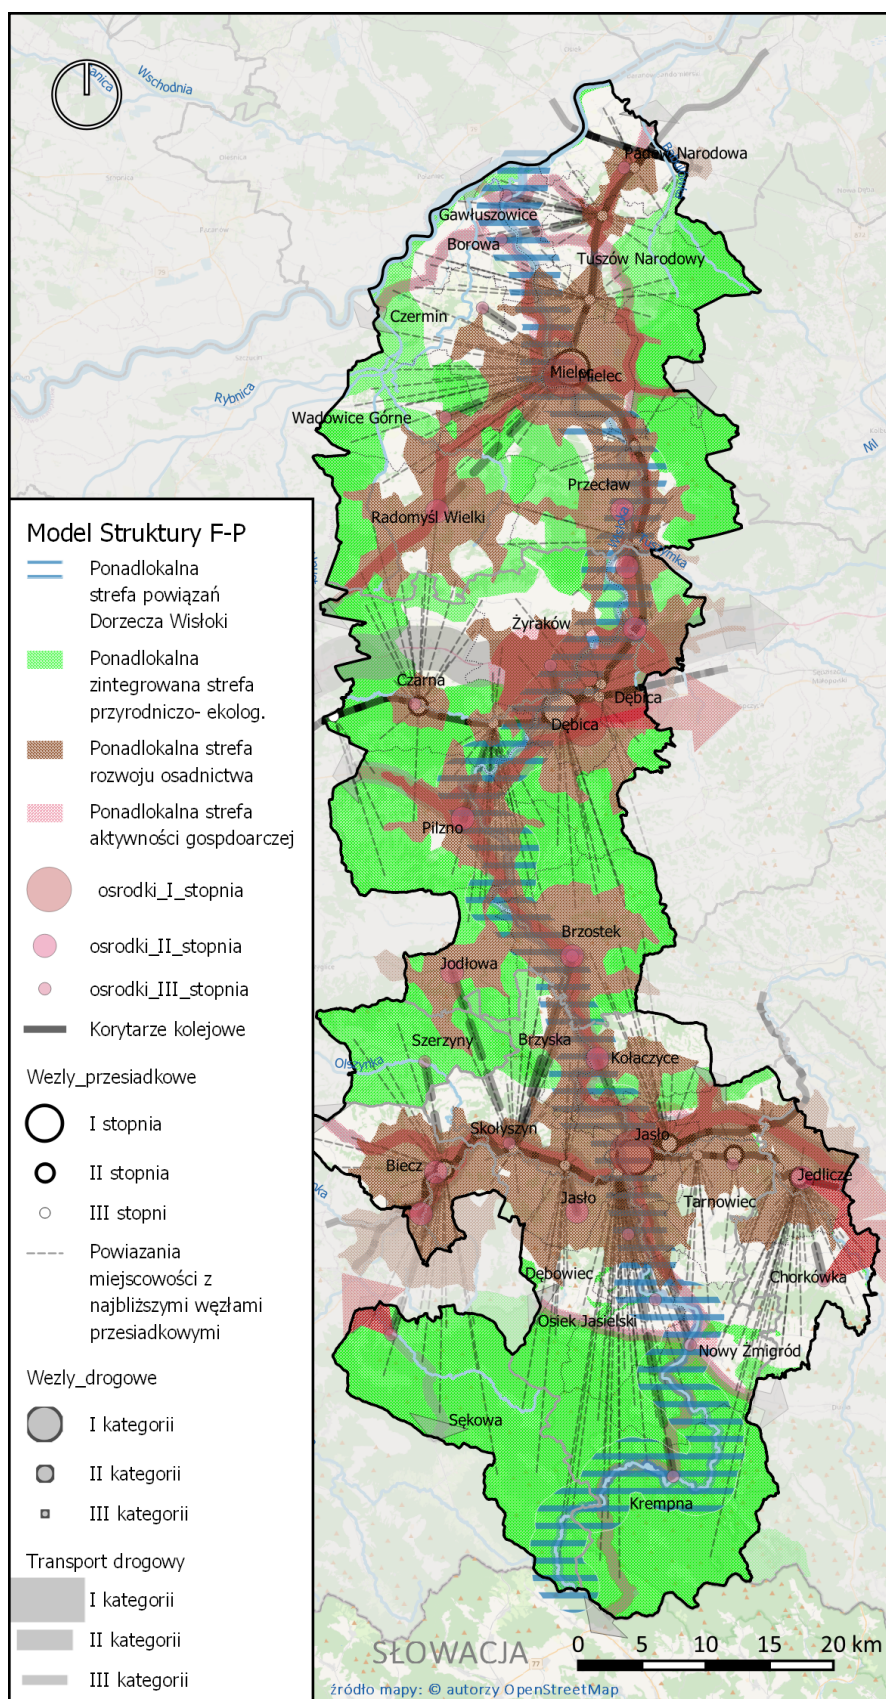 Wschodnia
Padew Narodowa
Gawłuszowice
Borowa
Tuszów Narodowy
Czermin
Rybnica
Mielec
Mielec
Wadowice Górne
Nil
Przecław
Radomyśl Wielki
Żyraków
Czarna
Dębica
Dębica
Pilzno
Brzostek
Jodłowa
Szerzyny
Brzyska
Kołaczyce
Olszynka
Skołyszyn
Jasło
Biecz
Jedlicze
Jasło
Tarnowiec
Dębowiec
Chorkówka
Osiek Jasielski
Nowy Żmigród
Sękowa
Krempna
SŁOWACJA
0 5 10 15 20 km
źródło mapy: © autorzy OpenStreetMap
Model Struktury F-P
Ponadlokalna
strefa powiązań
Dorzecza Wisłoki
Ponadlokalna
zintegrowana strefa
przyrodniczo- ekolog.
Ponadlokalna strefa
rozwoju osadnictwa
Ponadlokalna strefa
aktywności gospdoarczej
osrodki_I_stopnia
osrodki_II_stopnia
osrodki_III_stopnia
Korytarze kolejowe
Wezly_przesiadkowe
I stopnia
II stopnia
III stopni
Powiazania
miejscowości z
najbliższymi węzłami
przesiadkowymi
Wezly_drogowe
I kategorii
II kategorii
III kategorii
Transport drogowy
I kategorii
II kategorii
III kategorii